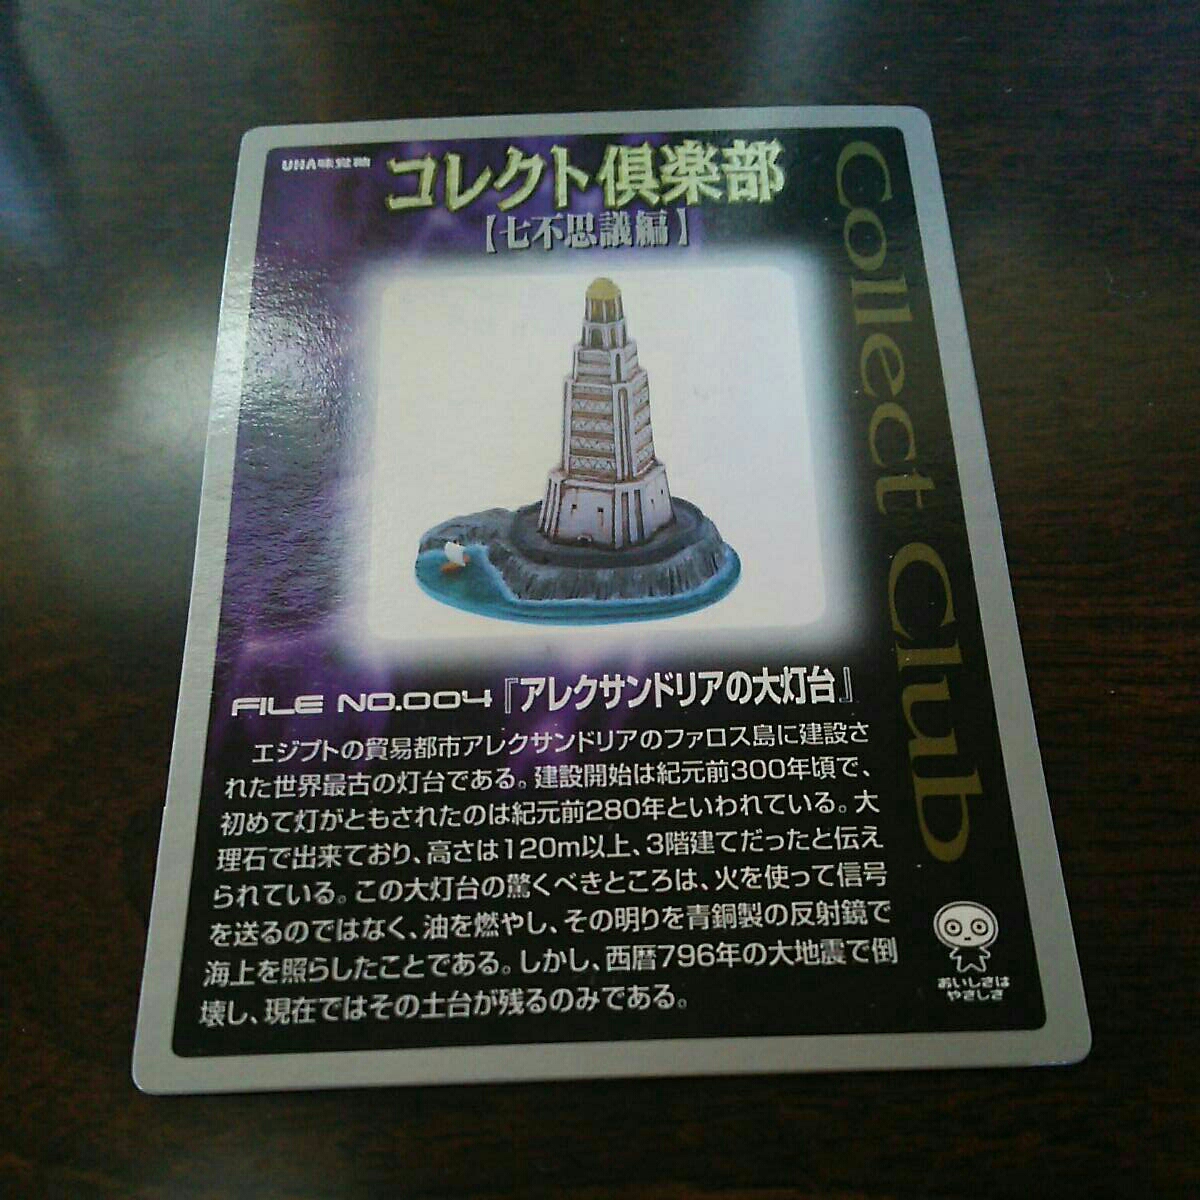 UHA味覚糖
コレクト倶楽部
【七不思議編】
Collect Club
FILE NO.004『アレクサンドリアの大灯台』
エジプトの貿易都市アレクサンドリアのファロス島に建設さ
れた世界最古の灯台である。建設開始は紀元前300年頃で、
初めて灯がともされたのは紀元前280年といわれている。大
理石で出来ており、高さは120m以上、3階建てだったと伝え
られている。この大灯台の驚くべきところは、火を使って信号
を送るのではなく、油を燃やし、その明りを青銅製の反射鏡で
海上を照らしたことである。しかし、西暦796年の大地震で倒
壊し、現在ではその土台が残るのみである。
おいしさは
やさしさ